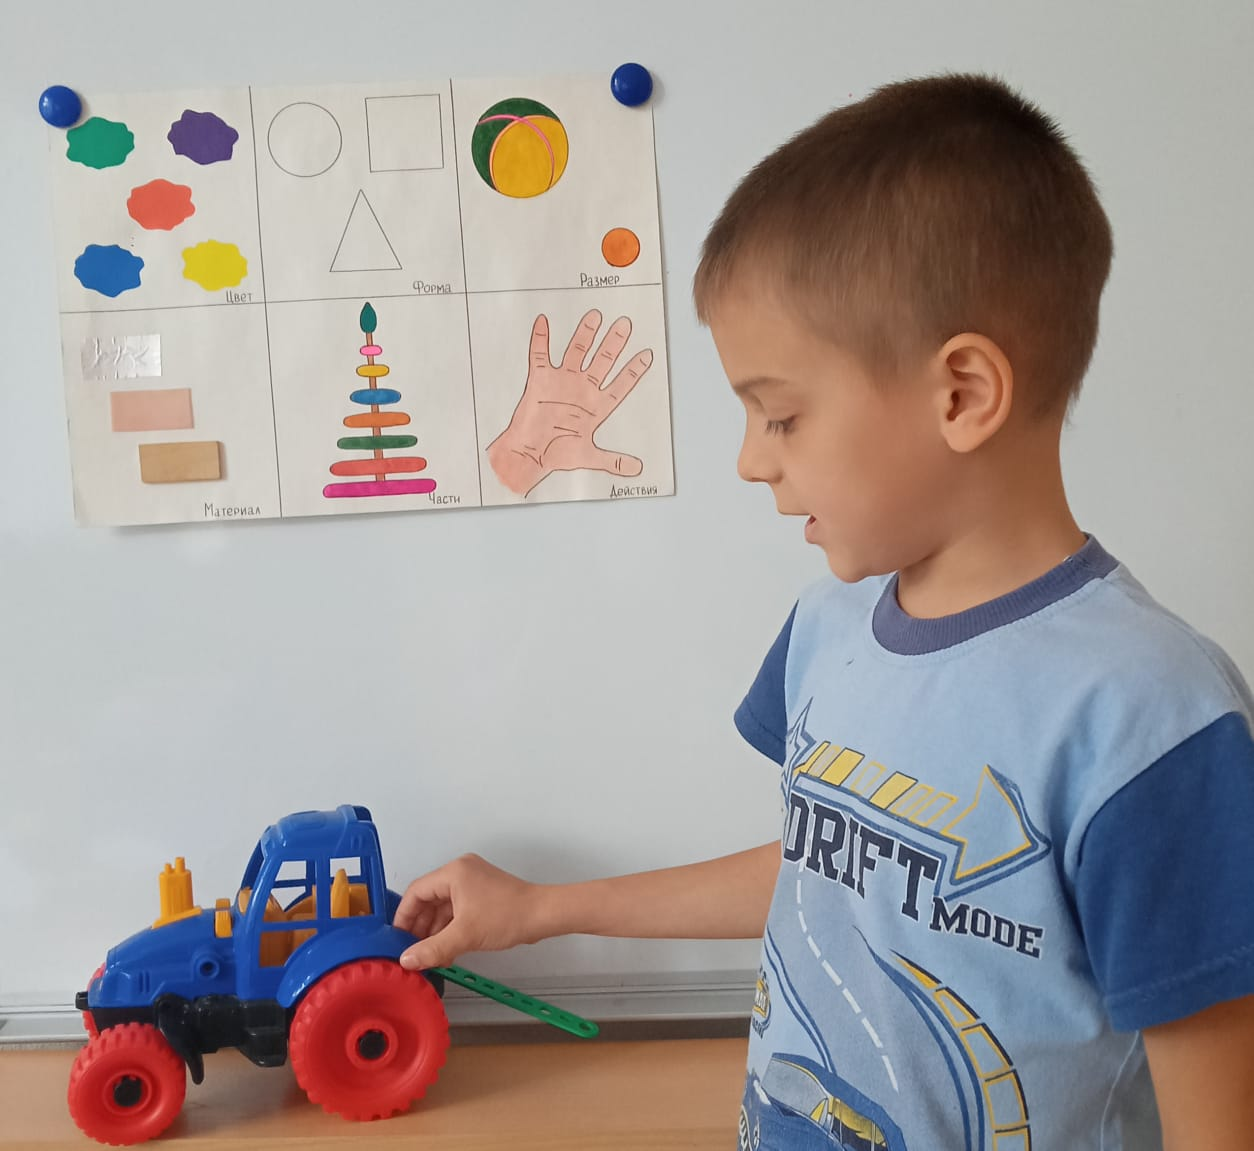 Цвет
Форма
Размер
Материал
Части
Действия
DRIFT
MODE